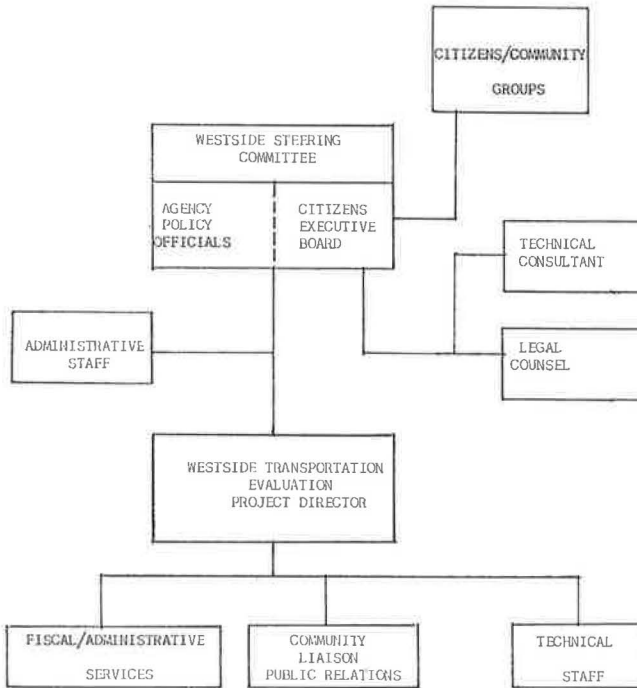 CITIZENS/COMMUNITY
GROUPS
WESTSIDE STEERING
COMMITTEE
AGENCY
POLICY
OFFICIALS
CITIZENS
EXECUTIVE
BOARD
TECHNICAL
CONSULTANT
ADMINISTRATIVE
STAFF
LEGAL
COUNSEL
WESTSIDE TRANSPORTATION
EVALUATION
PROJECT DIRECTOR
FISCAL/ADMINISTRATIVE
SERVICES
COMMUNITY
LIAISON
PUBLIC RELATIONS
TECHNICAL
STAFF